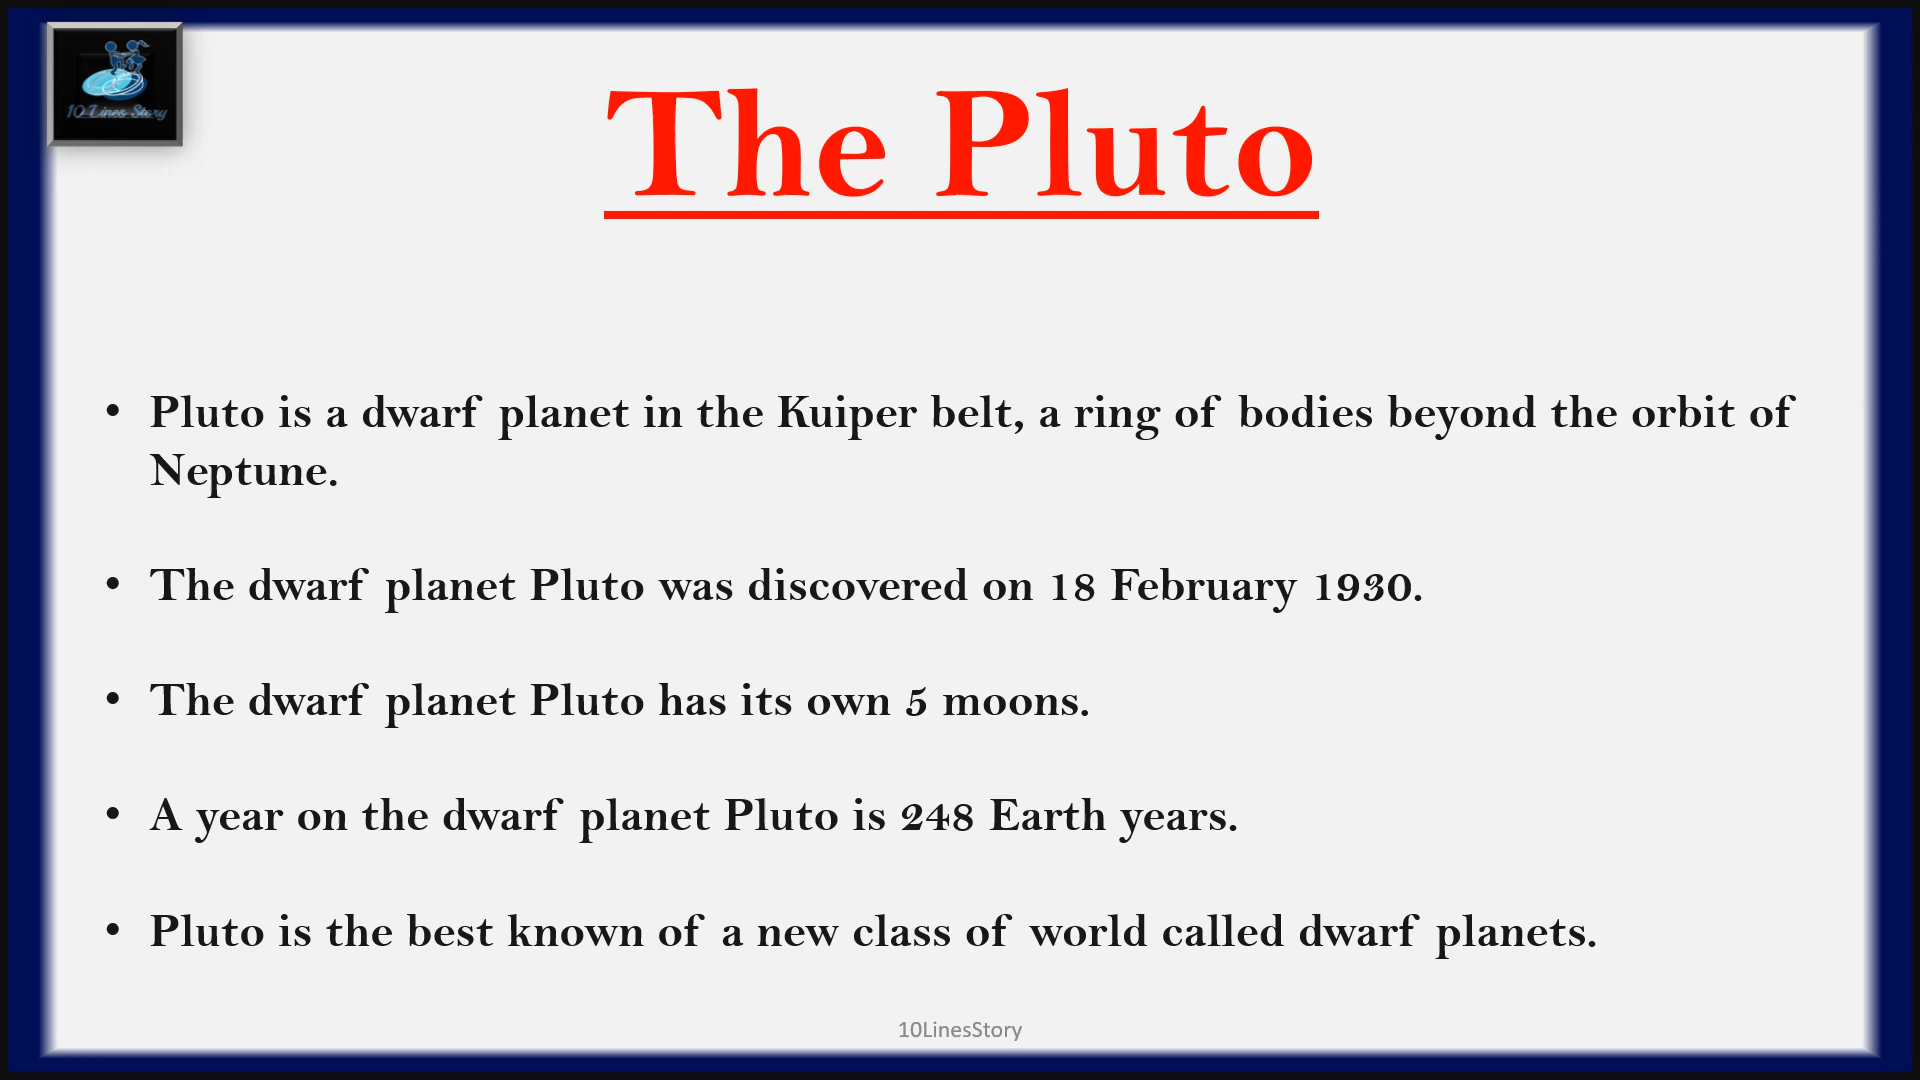 10 Lines Story
The Pluto
• Pluto is a dwarf planet in the Kuiper belt, a ring of bodies beyond the orbit of
Neptune.
• The dwarf planet Pluto was discovered on 18 February 1930.
• The dwarf planet Pluto has its own 5 moons.
• A year on the dwarf planet Pluto is 248 Earth years.
• Pluto is the best known of a new class of world called dwarf planets.
10LinesStory